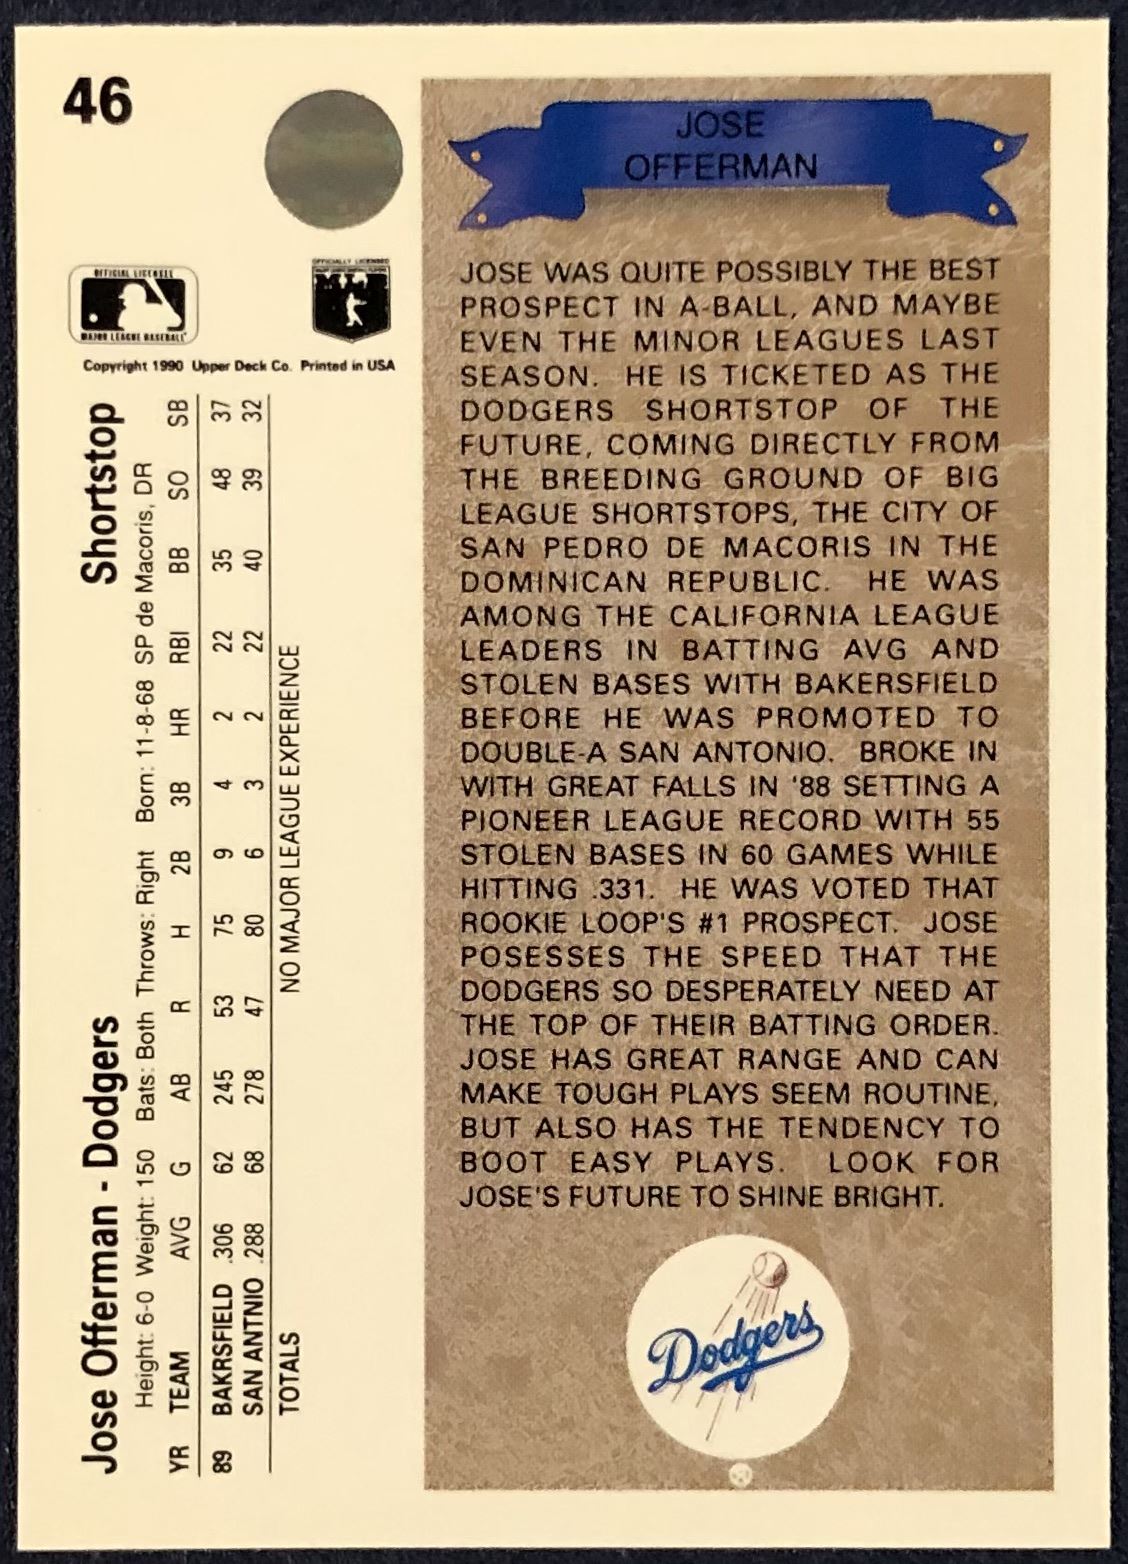 46
OFFICIAL LICENSEE
MAJOR LEAGUE BASEBALL
OFFICIALLY LICENSED
Copyright 1990 Upper Deck Co. Printed in USA
Jose Offerman - Dodgers Shortstop
Height: 6-0 Weight: 150 Bats: Both Throws: Right Born: 11-8-68 SP de Macoris, DR
YR TEAM AVG G AB R H 2B 3B HR RBI BB SO SB
89 BAKRSFIELD .306 62 245 53 75 9 4 2 22 35 48 37
SAN ANTNIO .288 68 278 47 80 6 3 2 22 40 39 32
TOTALS NO MAJOR LEAGUE EXPERIENCE
JOSE
OFFERMAN
JOSE WAS QUITE POSSIBLY THE BEST
PROSPECT IN A-BALL, AND MAYBE
EVEN THE MINOR LEAGUES LAST
SEASON. HE IS TICKETED AS THE
DODGERS SHORTSTOP OF THE
FUTURE, COMING DIRECTLY FROM
THE BREEDING GROUND OF BIG
LEAGUE SHORTSTOPS, THE CITY OF
SAN PEDRO DE MACORIS IN THE
DOMINICAN REPUBLIC. HE WAS
AMONG THE CALIFORNIA LEAGUE
LEADERS IN BATTING AVG AND
STOLEN BASES WITH BAKERSFIELD
BEFORE HE WAS PROMOTED TO
DOUBLE-A SAN ANTONIO. BROKE IN
WITH GREAT FALLS IN '88 SETTING A
PIONEER LEAGUE RECORD WITH 55
STOLEN BASES IN 60 GAMES WHILE
HITTING .331. HE WAS VOTED THAT
ROOKIE LOOP'S #1 PROSPECT. JOSE
POSESSES THE SPEED THAT THE
DODGERS SO DESPERATELY NEED AT
THE TOP OF THEIR BATTING ORDER.
JOSE HAS GREAT RANGE AND CAN
MAKE TOUGH PLAYS SEEM ROUTINE,
BUT ALSO HAS THE TENDENCY TO
BOOT EASY PLAYS. LOOK FOR
JOSE'S FUTURE TO SHINE BRIGHT.
Dodgers